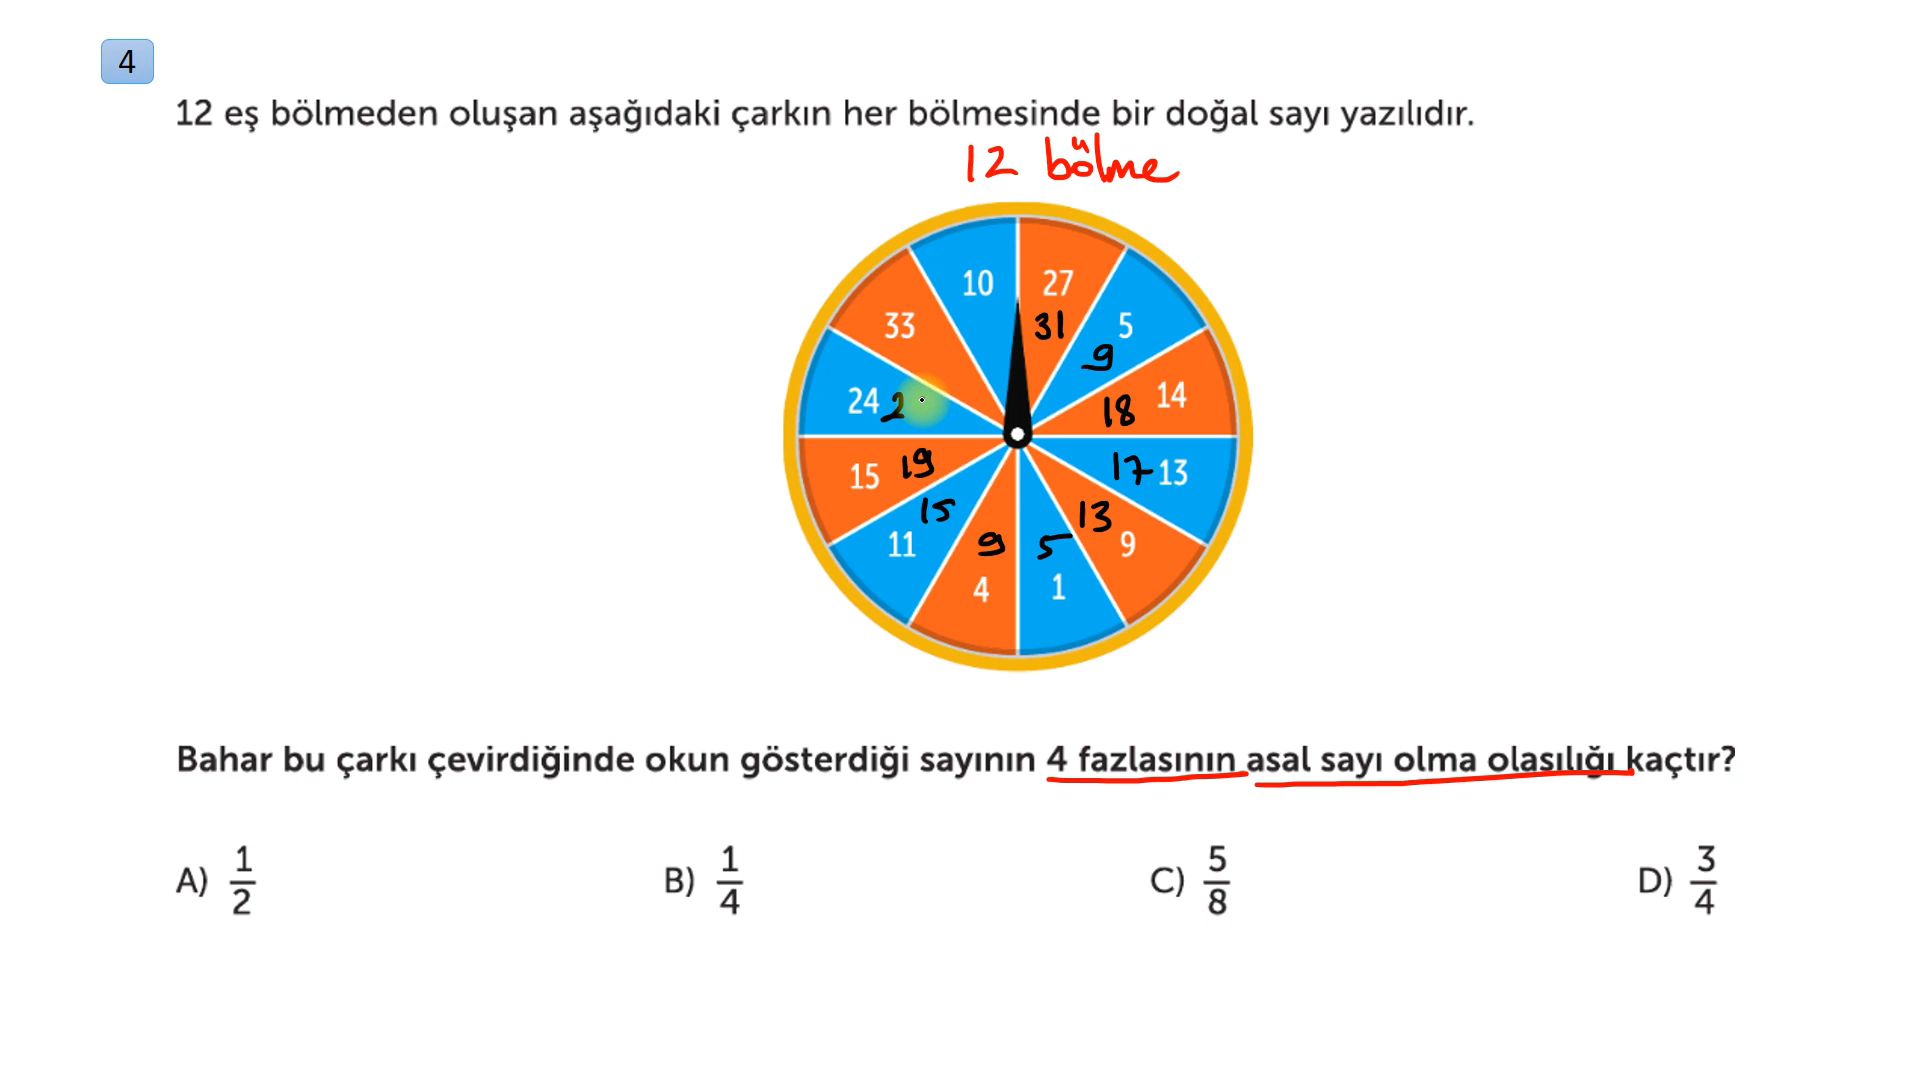 4
12 eş bölmeden oluşan aşağıdaki çarkın her bölmesinde bir doğal sayı yazılıdır.
12 bölme
10 27
33 31 5
9
24 2 18 14
15 19 17 13
15 13
11 9 5 9
4 1
Bahar bu çarkı çevirdiğinde okun gösterdiği sayının 4 fazlasının asal sayı olma olasılığı kaçtır?
A) 1/2 B) 1/4 C) 5/8 D) 3/4